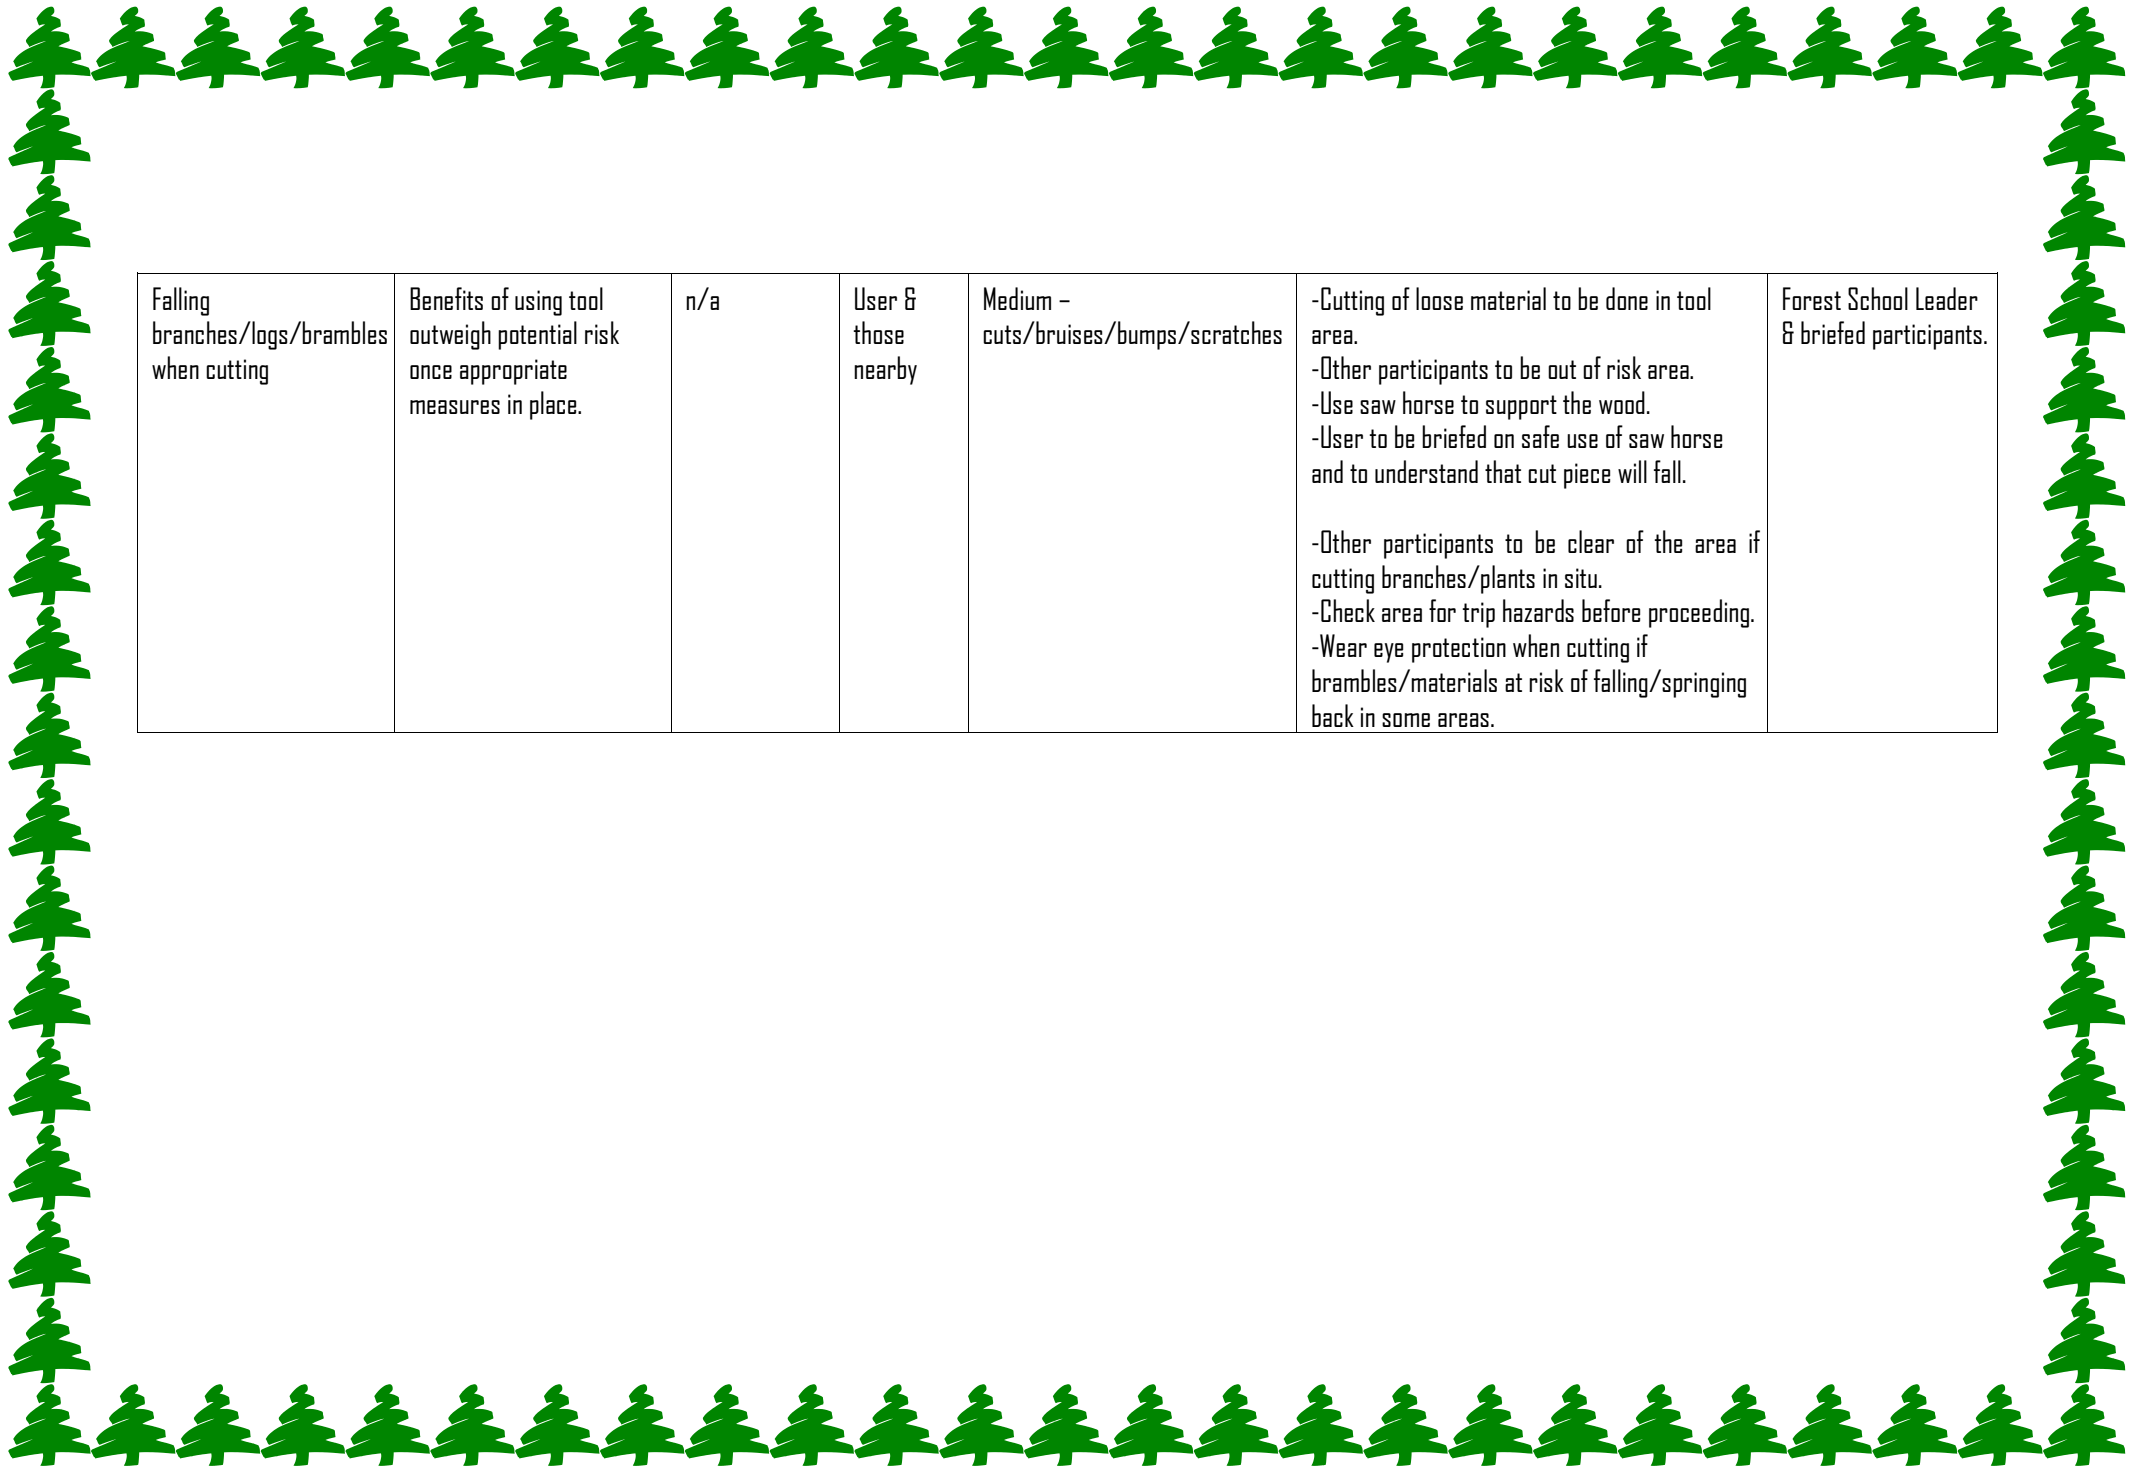 Falling
branches/logs/brambles
when cutting
Benefits of using tool
outweigh potential risk
once appropriate
measures in place.
n/a
User &
those
nearby
Medium –
cuts/bruises/bumps/scratches
-Cutting of loose material to be done in tool
area.
-Other participants to be out of risk area.
-Use saw horse to support the wood.
-User to be briefed on safe use of saw horse
and to understand that cut piece will fall.
-Other participants to be clear of the area if
cutting branches/plants in situ.
-Check area for trip hazards before proceeding.
-Wear eye protection when cutting if
brambles/materials at risk of falling/springing
back in some areas.
Forest School Leader
& briefed participants.